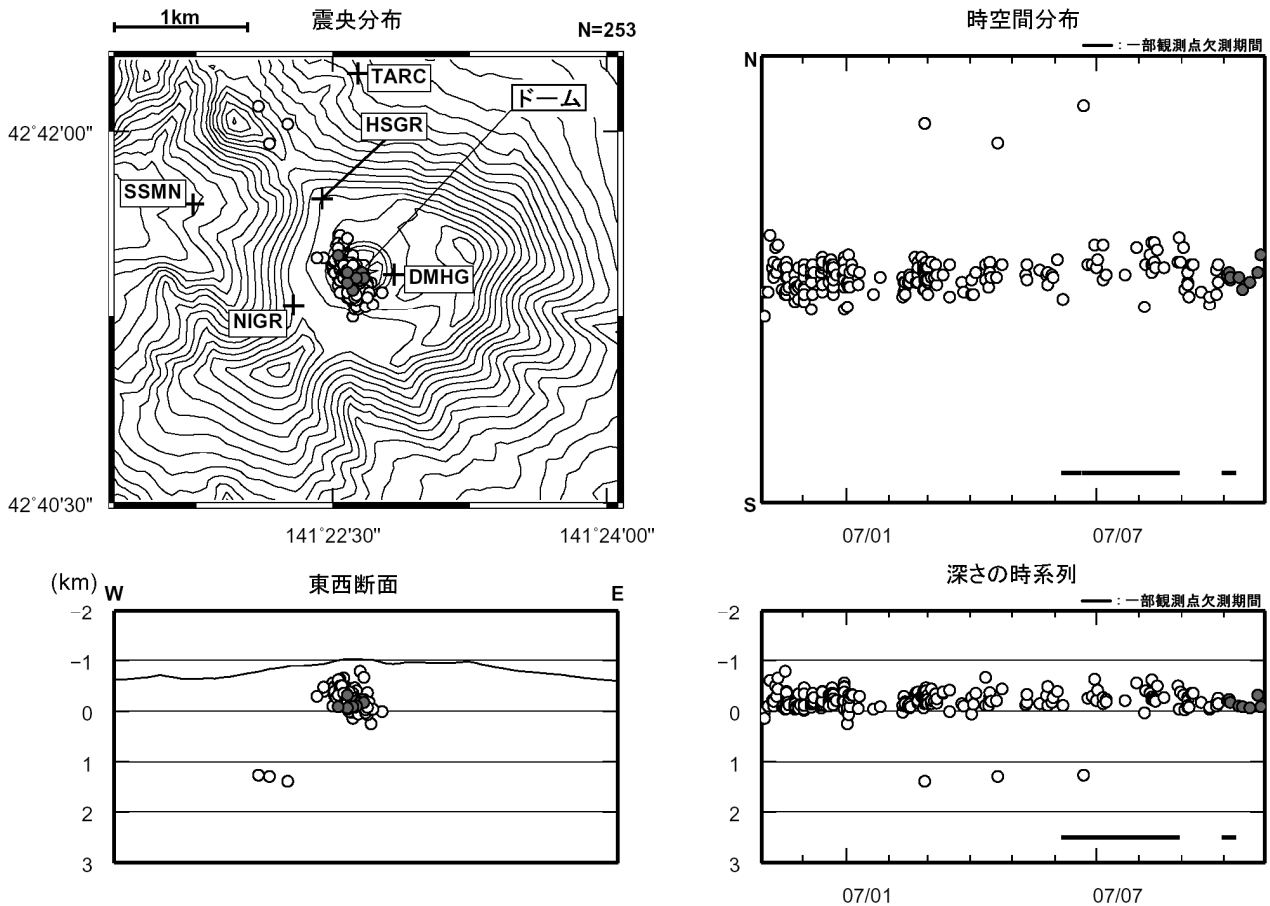 1km
震央分布
N=253
TARC
ドーム
HSGR
SSMN
DMHG
NIGR
42˚42'00"
42˚40'30"
141˚22'30"
141˚24'00"
時空間分布
:一部観測点欠測期間
N
S
07/01
07/07
(km)
W
東西断面
E
−2
−1
0
1
2
3
深さの時系列
:一部観測点欠測期間
−2
−1
0
1
2
3
07/01
07/07